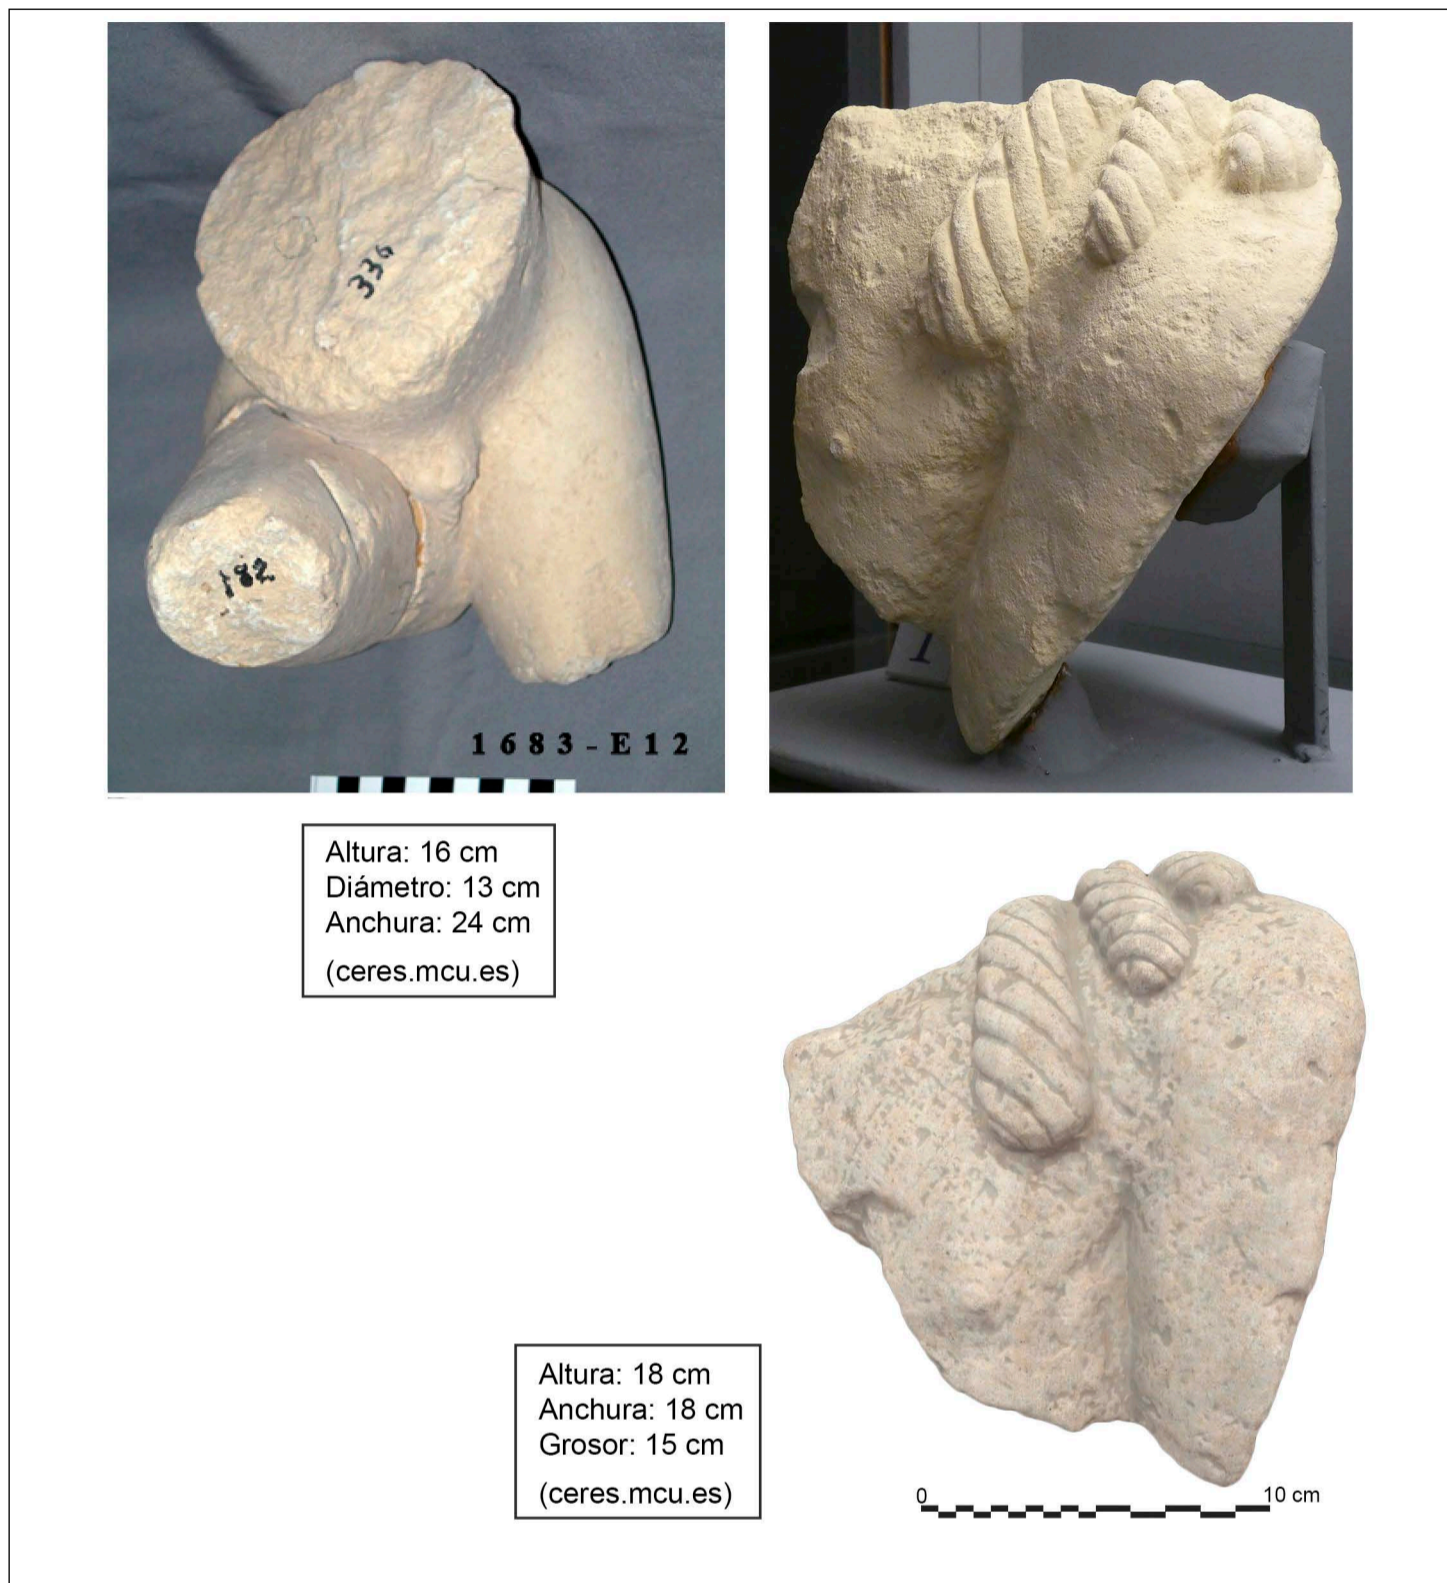 336
182
1683-E12
1
Altura: 16 cm
Diámetro: 13 cm
Anchura: 24 cm
(ceres.mcu.es)
Altura: 18 cm
Anchura: 18 cm
Grosor: 15 cm
(ceres.mcu.es)
0 10 cm